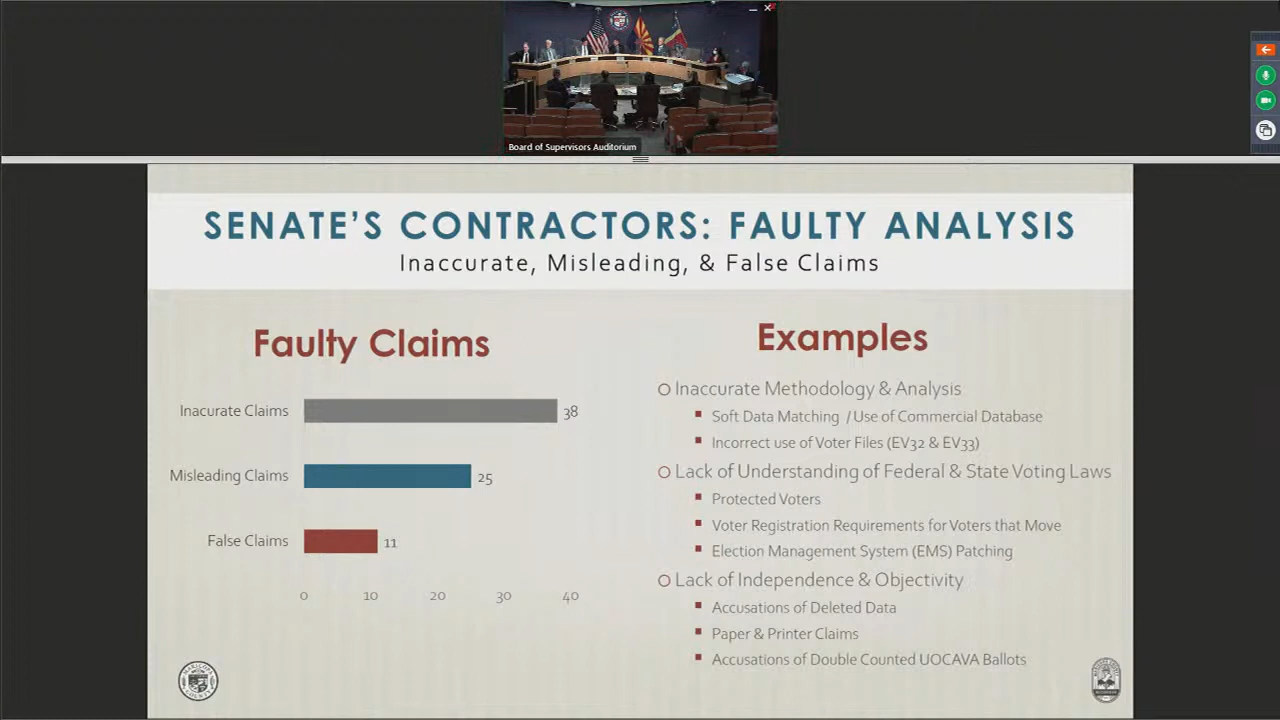 Board of Supervisors Auditorium
SENATE'S CONTRACTORS: FAULTY ANALYSIS
Inaccurate, Misleading, & False Claims
Faulty Claims
Inacurate Claims
38
Misleading Claims
25
False Claims
11
0 10 20 30 40
Examples
Inaccurate Methodology & Analysis
Soft Data Matching / Use of Commercial Database
Incorrect use of Voter Files (EV32 & EV33)
Lack of Understanding of Federal & State Voting Laws
Protected Voters
Voter Registration Requirements for Voters that Move
Election Management System (EMS) Patching
Lack of Independence & Objectivity
Accusations of Deleted Data
Paper & Printer Claims
Accusations of Double Counted UOCAVA Ballots
MARICOPA
COUNTY